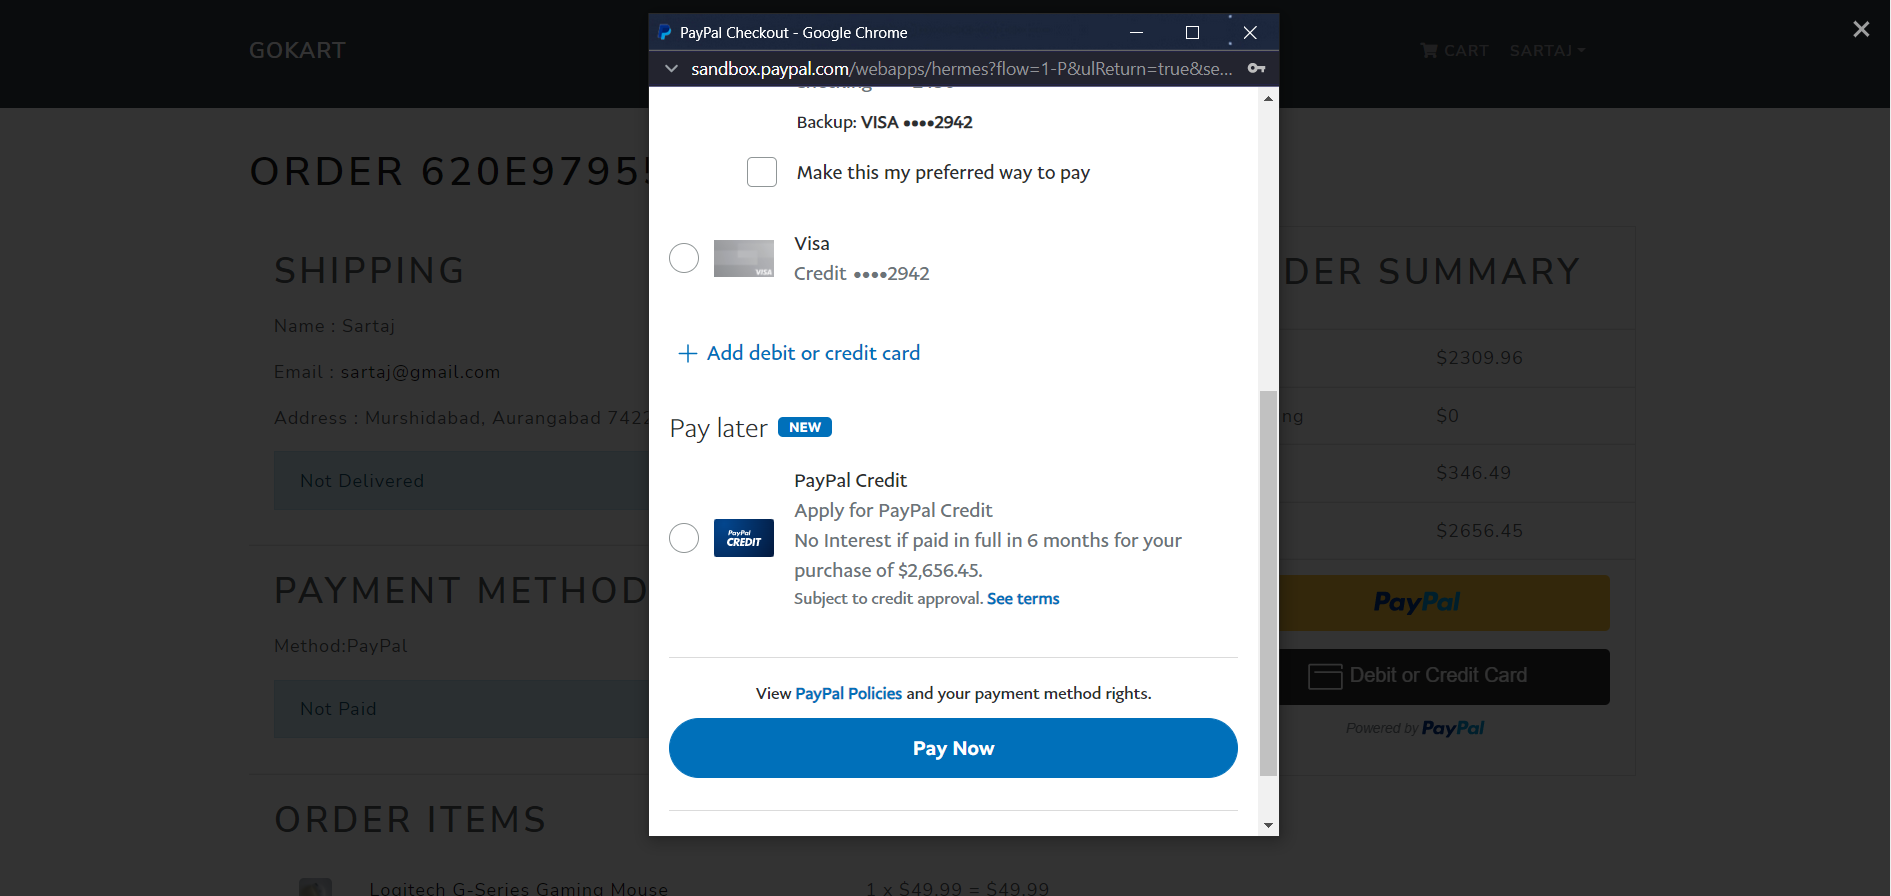 GOKART
CART
SARTAJ
PayPal Checkout - Google Chrome
sandbox.paypal.com/webapps/hermes?flow=1-P&ulReturn=true&se...
Backup: VISA ••••2942
Make this my preferred way to pay
Visa
Credit ••••2942
+ Add debit or credit card
Pay later NEW
PayPal Credit
Apply for PayPal Credit
No Interest if paid in full in 6 months for your
purchase of $2,656.45.
Subject to credit approval. See terms
PayPal
CREDIT
VISA
View PayPal Policies and your payment method rights.
Pay Now
ORDER 620E9795
SHIPPING
Name : Sartaj
Email : sartaj@gmail.com
Address : Murshidabad, Aurangabad 7422
Not Delivered
PAYMENT METHOD
Method:PayPal
Not Paid
ORDER ITEMS
Logitech G-Series Gaming Mouse
1 x $49.99 = $49.99
DER SUMMARY
$2309.96
ng
$0
$346.49
$2656.45
PayPal
Debit or Credit Card
Powered by PayPal